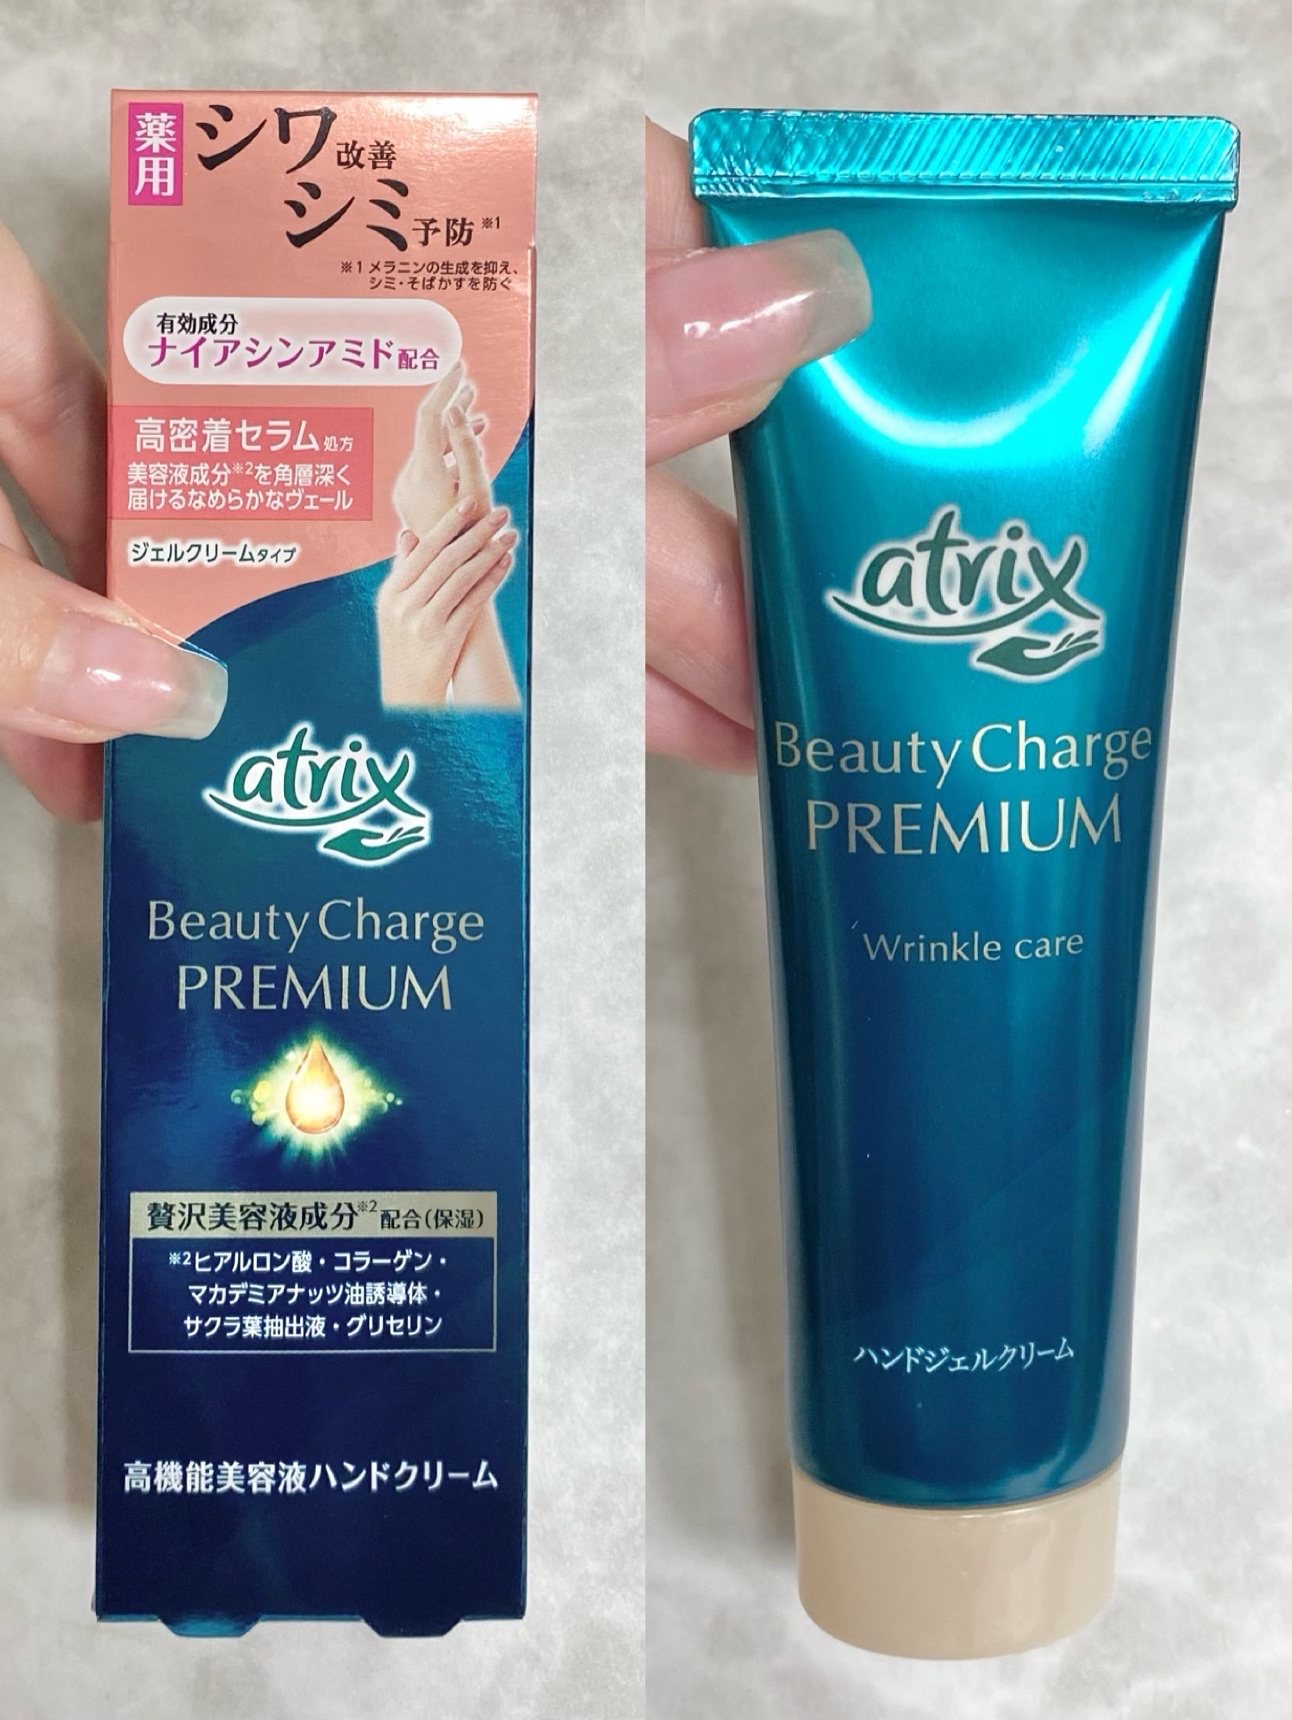 薬用
シワ改善
シミ予防※1
※1 メラニンの生成を抑え、
シミ・そばかすを防ぐ
有効成分
ナイアシンアミド配合
高密着セラム処方
美容液成分※2を角層深く
届けるなめらかなヴェール
ジェルクリームタイプ
atrix
Beauty Charge
PREMIUM
贅沢美容液成分※2配合(保湿)
※2ヒアルロン酸・コラーゲン・
マカデミアナッツ油誘導体・
サクラ葉抽出液・グリセリン
高機能美容液ハンドクリーム
atrix
Beauty Charge
PREMIUM
Wrinkle care
ハンドジェルクリーム